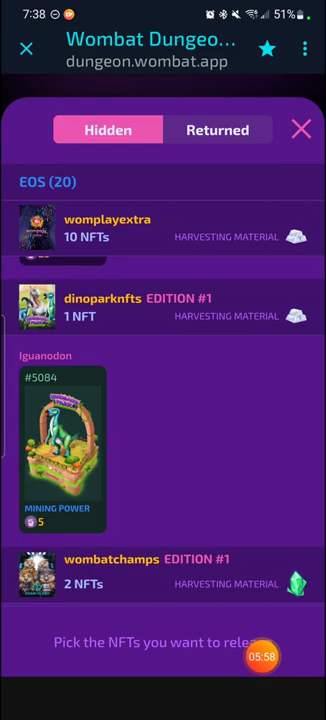 7:38
51%
Wombat Dungeo...
dungeon.wombat.app
Hidden
Returned
EOS (20)
womplayextra
10 NFTs
HARVESTING MATERIAL
dinoparknfts EDITION #1
1 NFT
HARVESTING MATERIAL
Iguanodon
#5084
MINING POWER
5
wombatchamps EDITION #1
2 NFTs
HARVESTING MATERIAL
Pick the NFTs you want to
05:58